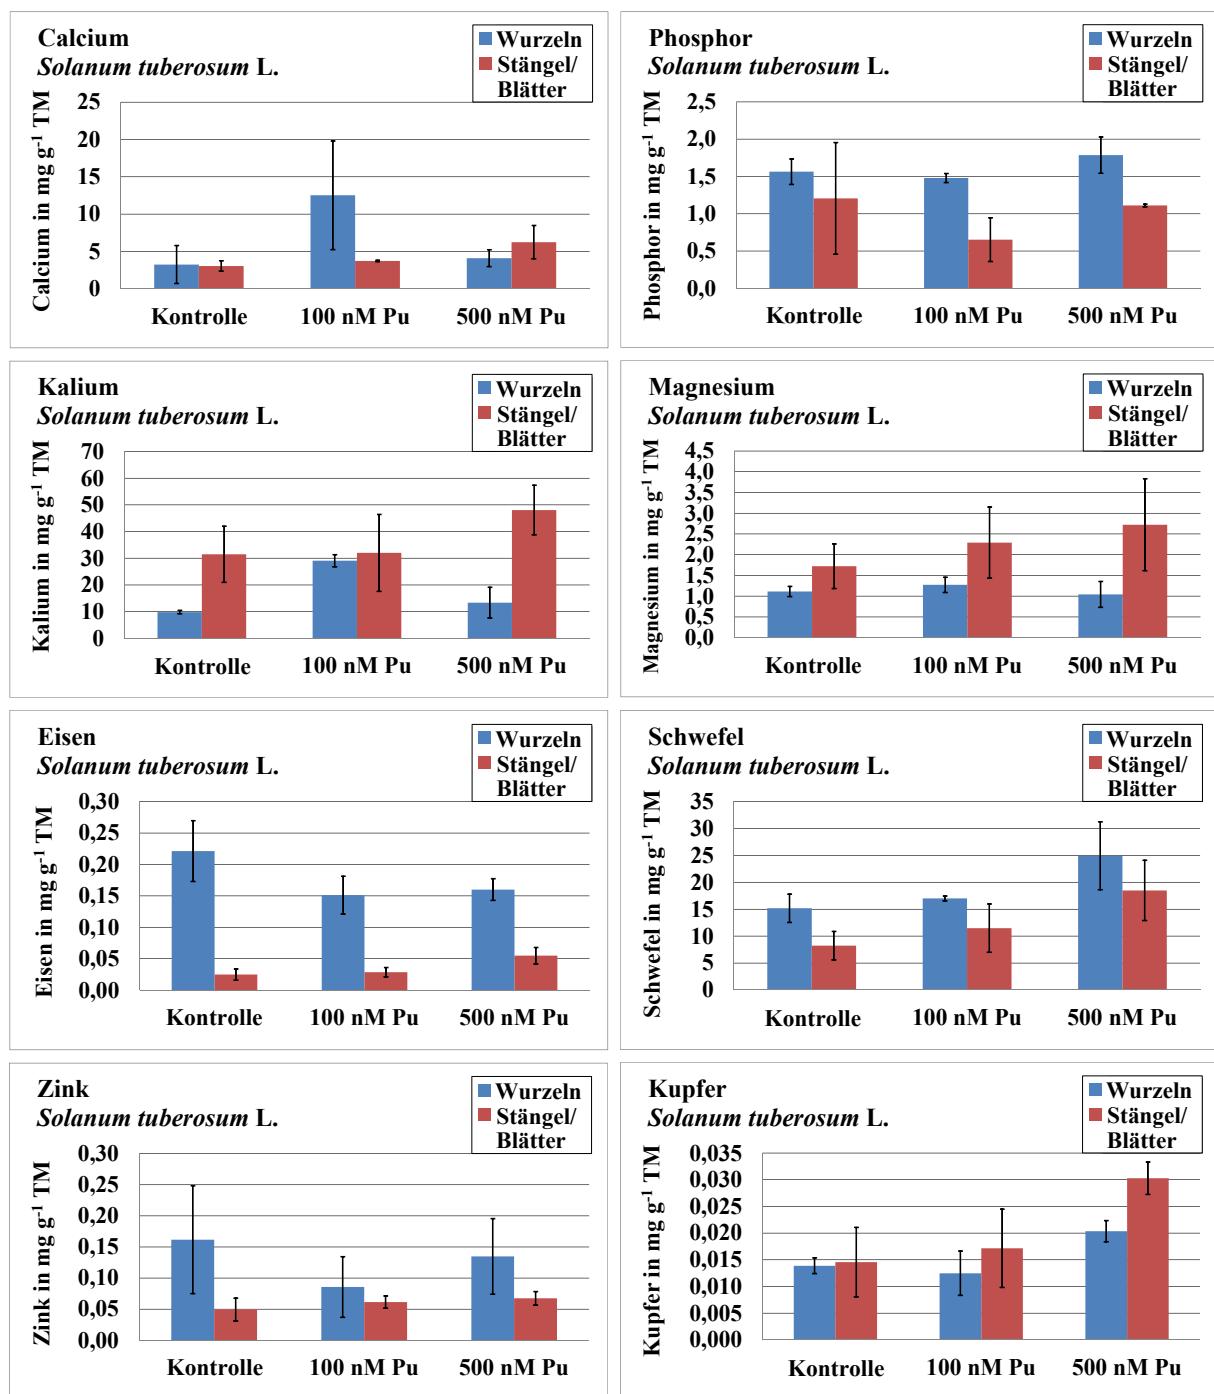 Calcium
Solanum tuberosum L.
Wurzeln
Stängel/
Blätter
Calcium in mg g⁻¹ TM
25
20
15
10
5
0
Kontrolle 100 nM Pu 500 nM Pu
Phosphor
Solanum tuberosum L.
Wurzeln
Stängel/
Blätter
Phosphor in mg g⁻¹ TM
2,5
2,0
1,5
1,0
0,5
0,0
Kontrolle 100 nM Pu 500 nM Pu
Kalium
Solanum tuberosum L.
Wurzeln
Stängel/
Blätter
Kalium in mg g⁻¹ TM
70
60
50
40
30
20
10
0
Kontrolle 100 nM Pu 500 nM Pu
Magnesium
Solanum tuberosum L.
Wurzeln
Stängel/
Blätter
Magnesium in mg g⁻¹ TM
4,5
4,0
3,5
3,0
2,5
2,0
1,5
1,0
0,5
0,0
Kontrolle 100 nM Pu 500 nM Pu
Eisen
Solanum tuberosum L.
Wurzeln
Stängel/
Blätter
Eisen in mg g⁻¹ TM
0,30
0,25
0,20
0,15
0,10
0,05
0,00
Kontrolle 100 nM Pu 500 nM Pu
Schwefel
Solanum tuberosum L.
Wurzeln
Stängel/
Blätter
Schwefel in mg g⁻¹ TM
35
30
25
20
15
10
5
0
Kontrolle 100 nM Pu 500 nM Pu
Zink
Solanum tuberosum L.
Wurzeln
Stängel/
Blätter
Zink in mg g⁻¹ TM
0,30
0,25
0,20
0,15
0,10
0,05
0,00
Kontrolle 100 nM Pu 500 nM Pu
Kupfer
Solanum tuberosum L.
Wurzeln
Stängel/
Blätter
Kupfer in mg g⁻¹ TM
0,035
0,030
0,025
0,020
0,015
0,010
0,005
0,000
Kontrolle 100 nM Pu 500 nM Pu